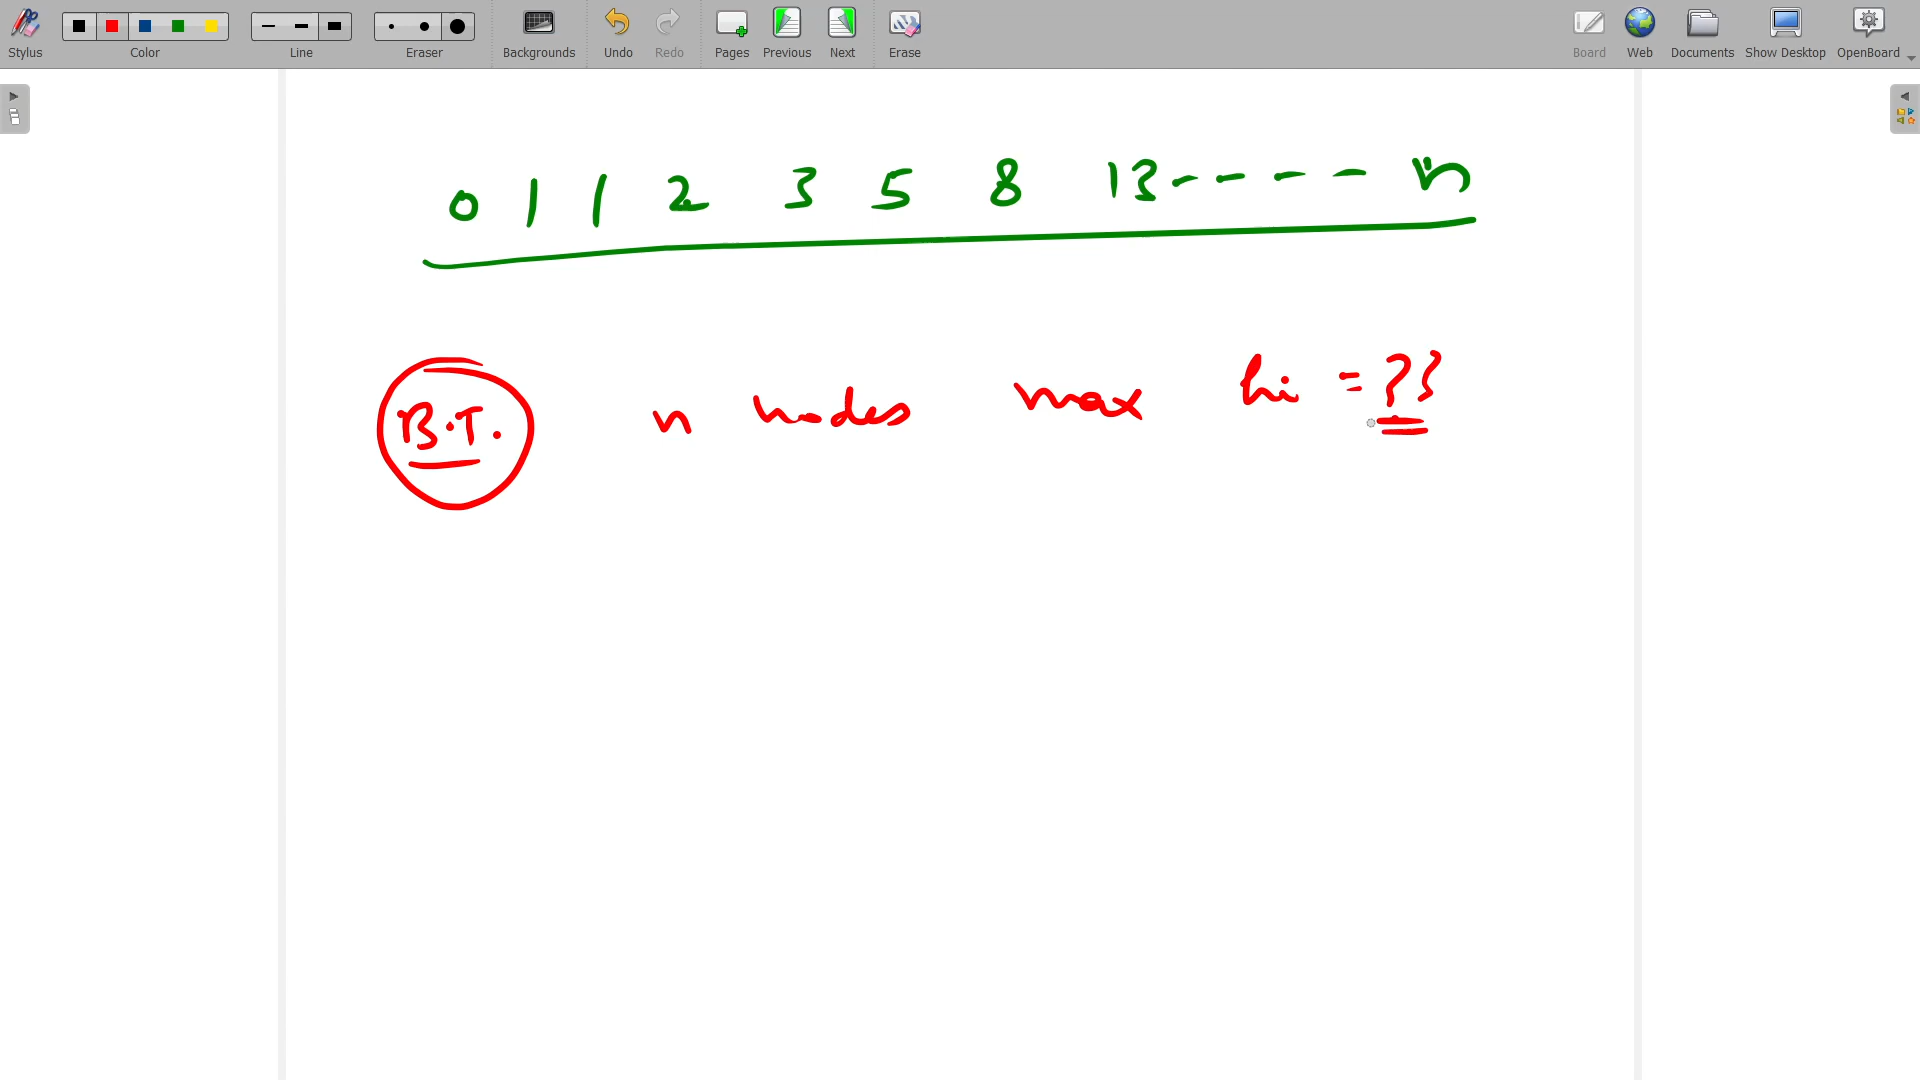 Stylus Color Line Eraser Backgrounds Undo Redo Pages Previous Next Erase Board Web Documents Show Desktop OpenBoard
0 1 1 2 3 5 8 13 - - - - n
B.T. n nodes max hi = ??